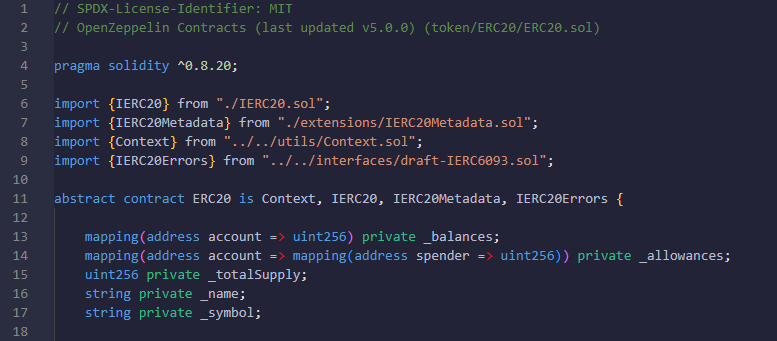 1 // SPDX-License-Identifier: MIT
2 // OpenZeppelin Contracts (last updated v5.0.0) (token/ERC20/ERC20.sol)
3
4 pragma solidity ^0.8.20;
5
6 import {IERC20} from "./IERC20.sol";
7 import {IERC20Metadata} from "./extensions/IERC20Metadata.sol";
8 import {Context} from "../../utils/Context.sol";
9 import {IERC20Errors} from "../../interfaces/draft-IERC6093.sol";
10
11 abstract contract ERC20 is Context, IERC20, IERC20Metadata, IERC20Errors {
12
13     mapping(address account => uint256) private _balances;
14     mapping(address account => mapping(address spender => uint256)) private _allowances;
15     uint256 private _totalSupply;
16     string private _name;
17     string private _symbol;
18